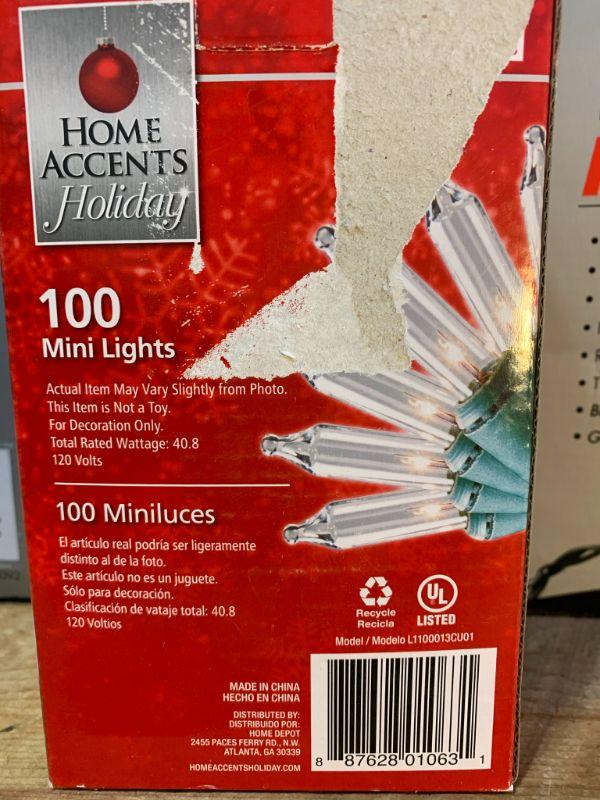 HOME
ACCENTS
Holiday
100
Mini Lights
Actual Item May Vary Slightly from Photo.
This Item is Not a Toy.
For Decoration Only.
Total Rated Wattage: 40.8
120 Volts
100 Miniluces
El artículo real podría ser ligeramente
distinto al de la foto.
Este artículo no es un juguete.
Sólo para decoración.
Clasificación de vataje total: 40.8
120 Voltios
Recycle
Recicla
UL
LISTED
Model / Modelo L1100013CU01
MADE IN CHINA
HECHO EN CHINA
DISTRIBUTED BY:
DISTRIBUIDO POR:
HOME DEPOT
2455 PACES FERRY RD., N.W.
ATLANTA, GA 30339
HOMEACCENTSHOLIDAY.COM
8 87628 01063 1